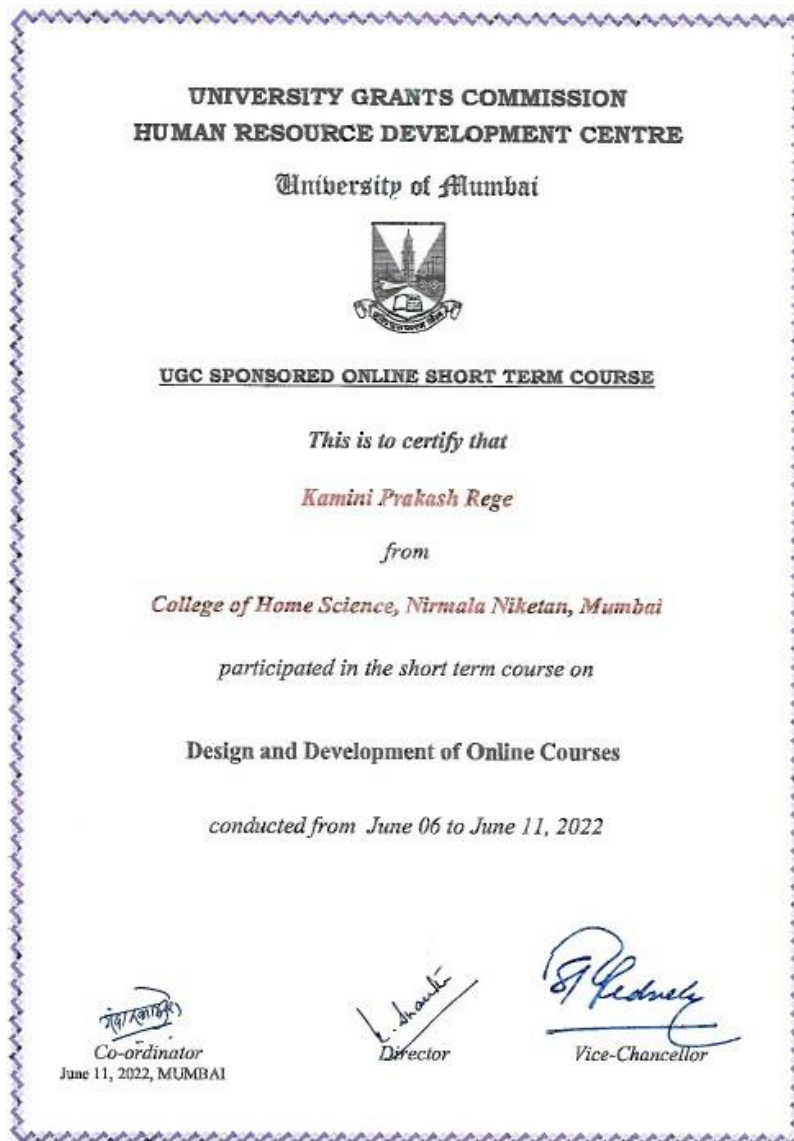 UNIVERSITY GRANTS COMMISSION
HUMAN RESOURCE DEVELOPMENT CENTRE
University of Mumbai
UGC SPONSORED ONLINE SHORT TERM COURSE
This is to certify that
Kamini Prakash Rege
from
College of Home Science, Nirmala Niketan, Mumbai
participated in the short term course on
Design and Development of Online Courses
conducted from June 06 to June 11, 2022
Co-ordinator
June 11, 2022, MUMBAI
Director
Vice-Chancellor